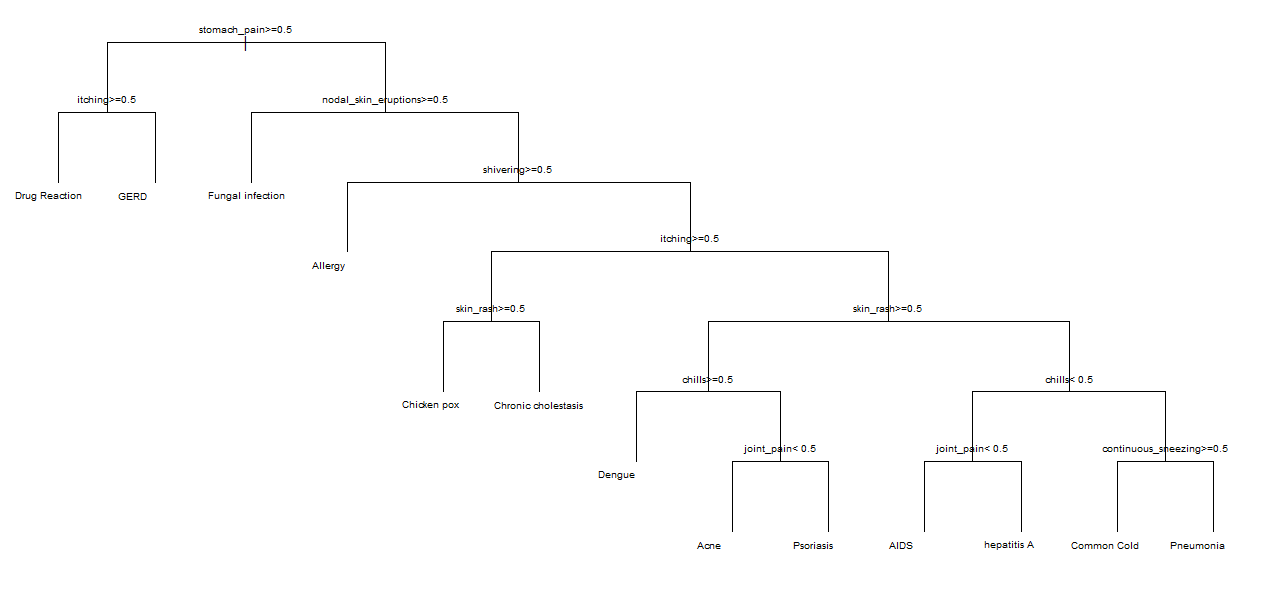 stomach_pain>=0.5
itching>=0.5
nodal_skin_eruptions>=0.5
Drug Reaction
GERD
Fungal infection
shivering>=0.5
Allergy
itching>=0.5
skin_rash>=0.5
skin_rash>=0.5
Chicken pox
Chronic cholestasis
chills>=0.5
chills< 0.5
Dengue
joint_pain< 0.5
joint_pain< 0.5
continuous_sneezing>=0.5
Acne
Psoriasis
AIDS
hepatitis A
Common Cold
Pneumonia